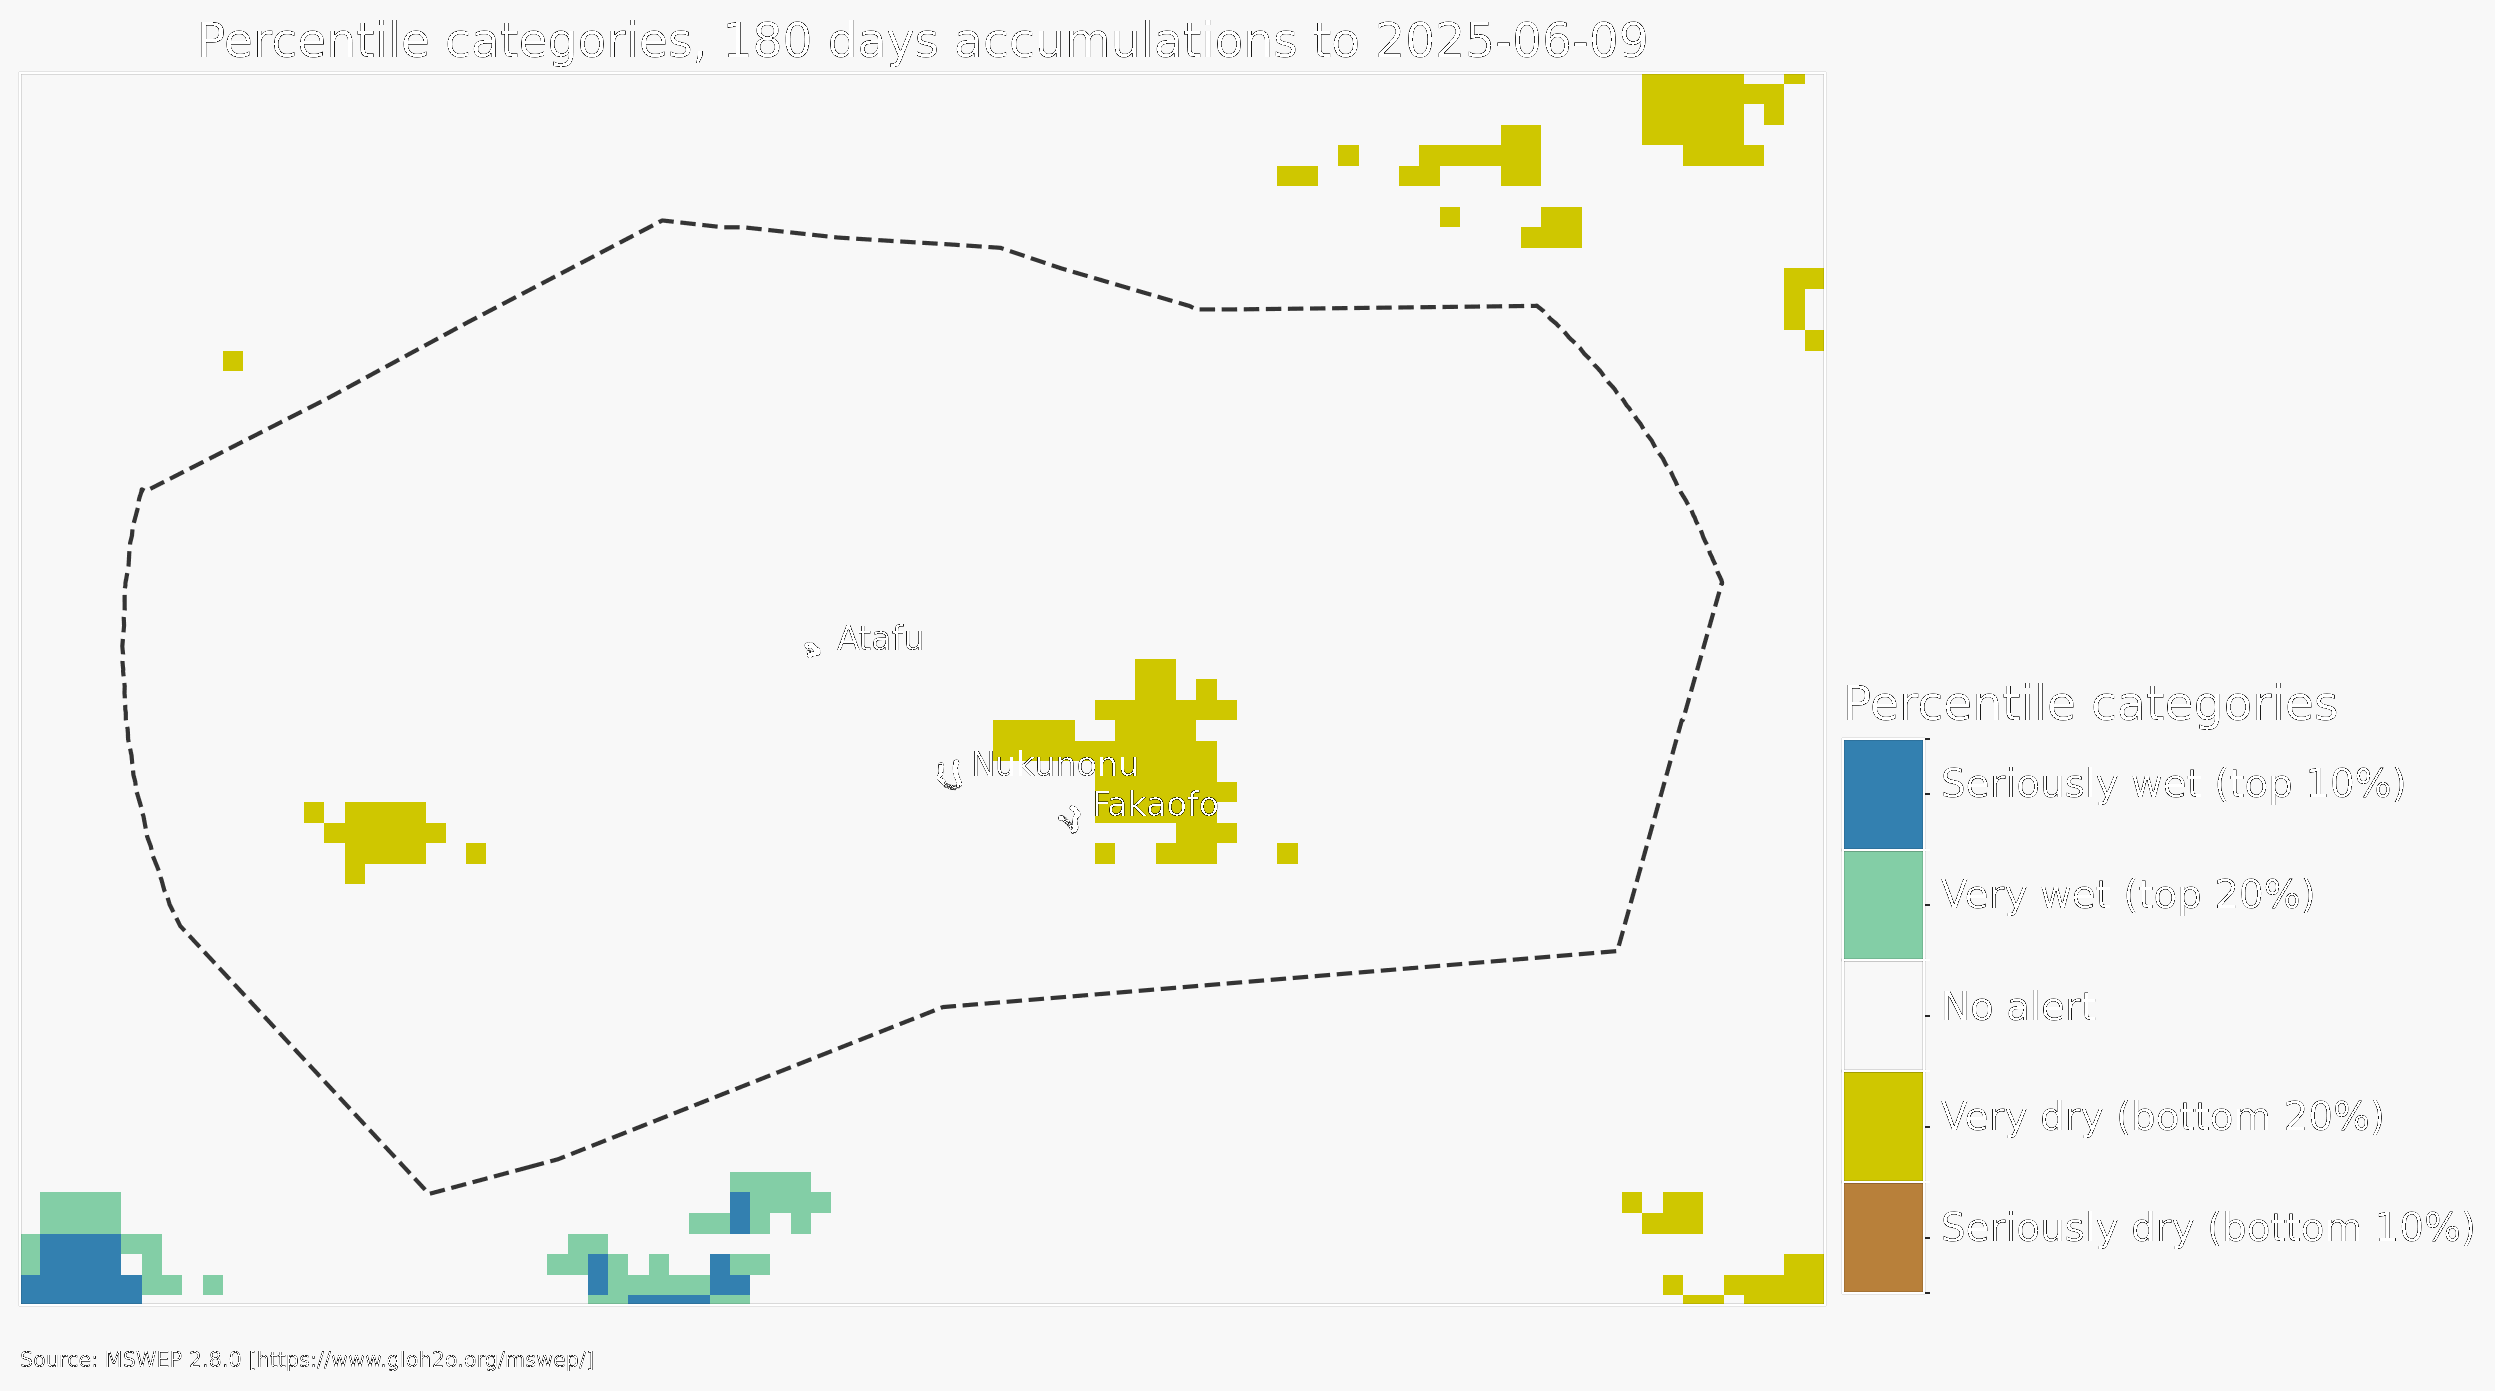 Percentile categories, 180 days accumulations to 2025-06-09
Atafu
Nukunonu
Fakaofo
Percentile categories
Seriously wet (top 10%)
Very wet (top 20%)
No alert
Very dry (bottom 20%)
Seriously dry (bottom 10%)
Source: MSWEP 2.8.0 [https://www.gloh2o.org/mswep/]